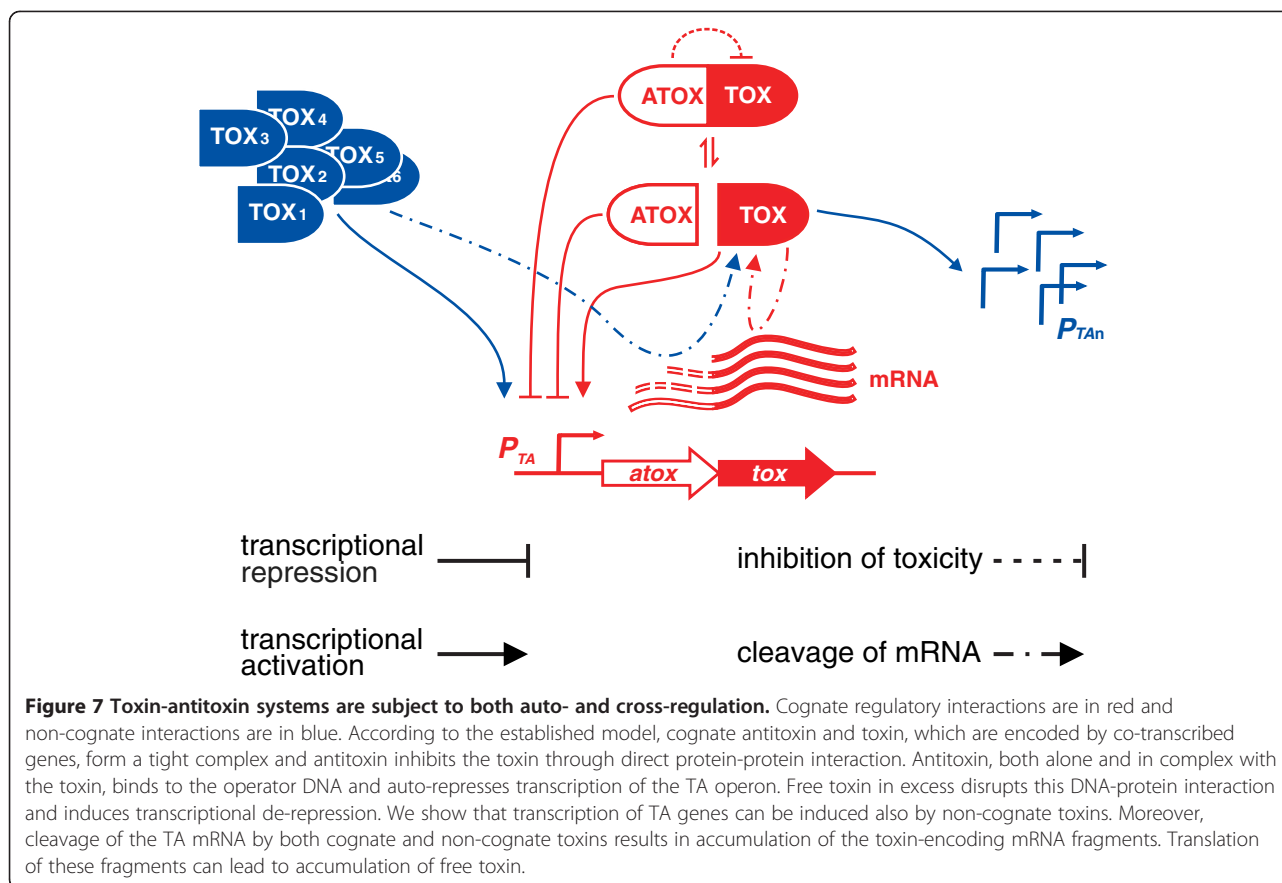 ATOX TOX
TOX4
TOX3
TOX5
TOX2
6
TOX1
ATOX TOX
PTAn
mRNA
PTA
atox tox
transcriptional repression
inhibition of toxicity
transcriptional activation
cleavage of mRNA
Figure 7 Toxin-antitoxin systems are subject to both auto- and cross-regulation. Cognate regulatory interactions are in red and
non-cognate interactions are in blue. According to the established model, cognate antitoxin and toxin, which are encoded by co-transcribed
genes, form a tight complex and antitoxin inhibits the toxin through direct protein-protein interaction. Antitoxin, both alone and in complex with
the toxin, binds to the operator DNA and auto-represses transcription of the TA operon. Free toxin in excess disrupts this DNA-protein interaction
and induces transcriptional de-repression. We show that transcription of TA genes can be induced also by non-cognate toxins. Moreover,
cleavage of the TA mRNA by both cognate and non-cognate toxins results in accumulation of the toxin-encoding mRNA fragments. Translation
of these fragments can lead to accumulation of free toxin.